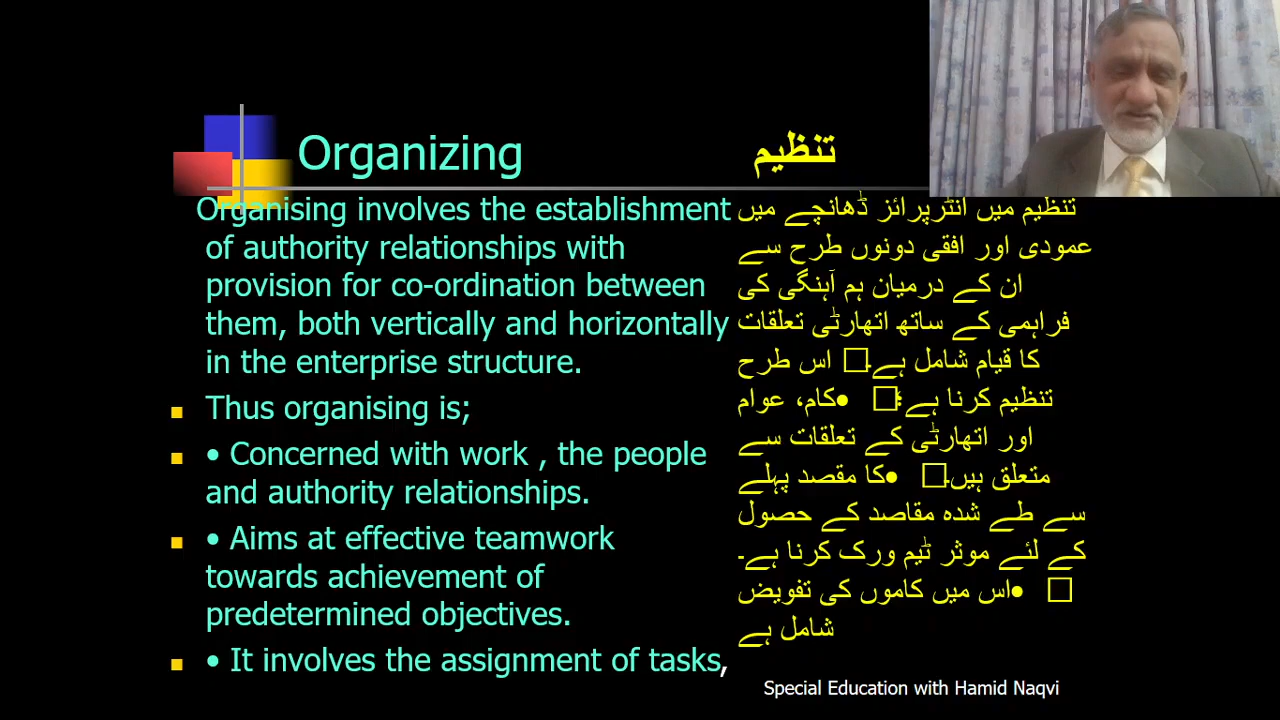 Organizing
تنظیم
Organising involves the establishment
of authority relationships with
provision for co-ordination between
them, both vertically and horizontally
in the enterprise structure.
Thus organising is;
• Concerned with work , the people
and authority relationships.
• Aims at effective teamwork
towards achievement of
predetermined objectives.
• It involves the assignment of tasks,
تنظیم میں انٹرپرائز ڈھانچے میں
عمودی اور افقی دونوں طرح سے
ان کے درمیان ہم آہنگی کی
فراہمی کے ساتھ اتھارٹی تعلقات
کا قیام شامل ہے۔ اس طرح
تنظیم کرنا ہے؛ •کام، عوام
اور اتھارٹی کے تعلقات سے
متعلق ہیں۔ •کا مقصد پہلے
سے طے شدہ مقاصد کے حصول
کے لئے موثر ٹیم ورک کرنا ہے۔
•اس میں کاموں کی تفویض
شامل ہے
Special Education with Hamid Naqvi